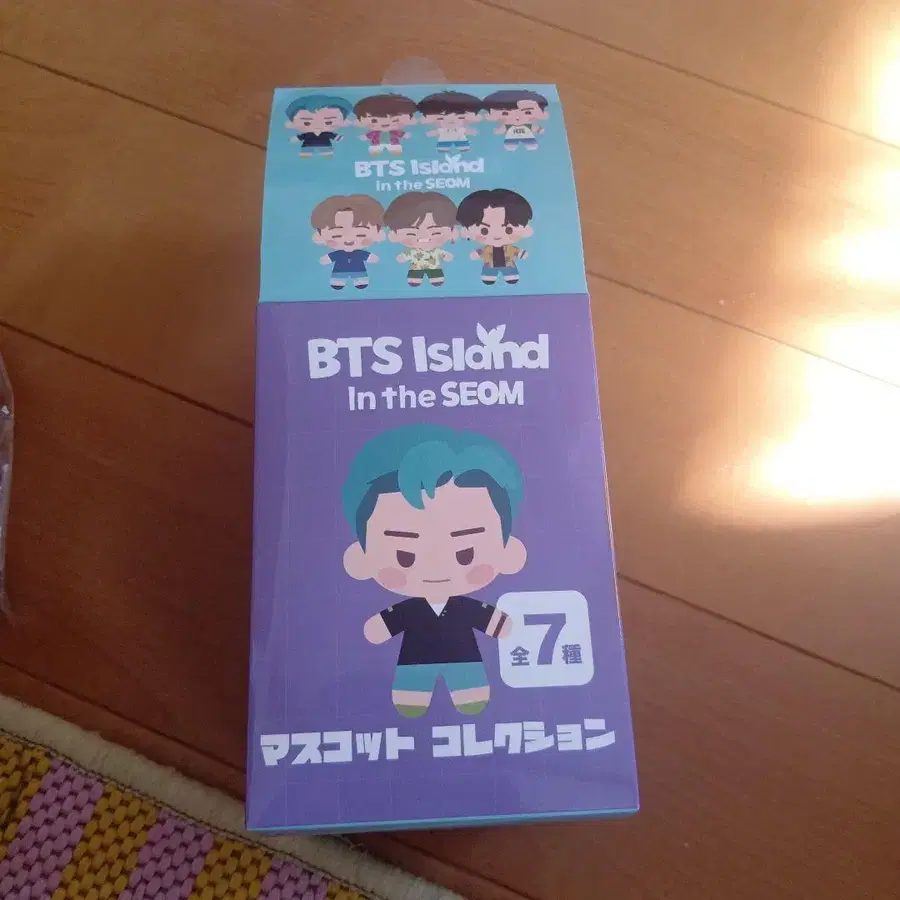 BTS Island
in the SEOM
BTS Island
In the SEOM
全7種
マスコット コレクション